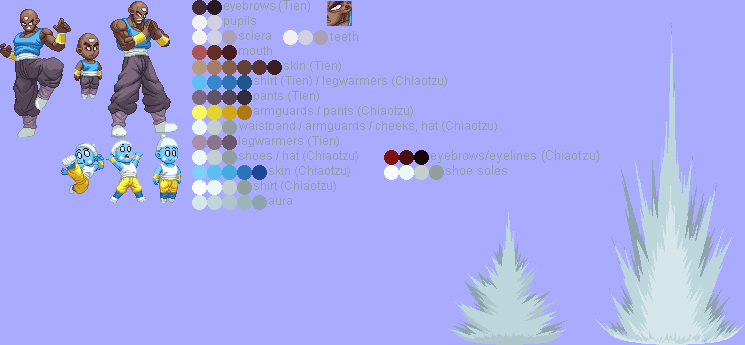 eyebrows (Tien)
pupils
sclera
teeth
mouth
skin (Tien)
shirt (Tien) / legwarmers (Chiaotzu)
pants (Tien)
armguards / pants (Chiaotzu)
waistband / armguards / cheeks, hat (Chiaotzu)
legwarmers (Tien)
shoes / hat (Chiaotzu)
eyebrows/eyelines (Chiaotzu)
skin (Chiaotzu)
shoe soles
shirt (Chiaotzu)
aura